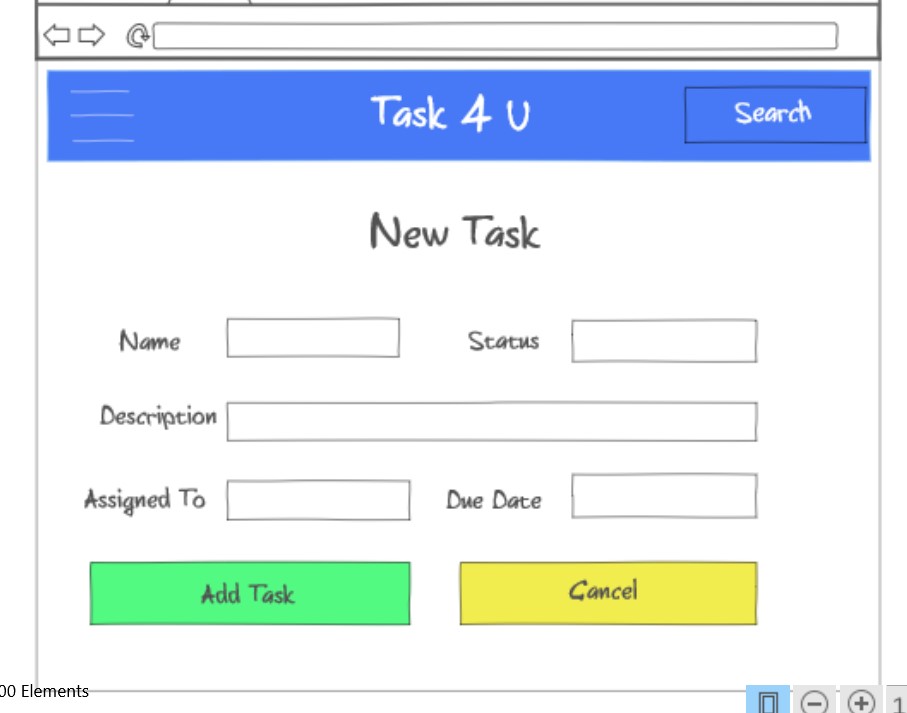 Task 4 U
Search
New Task
Name
Status
Description
Assigned To
Due Date
Add Task
Cancel
00 Elements
1